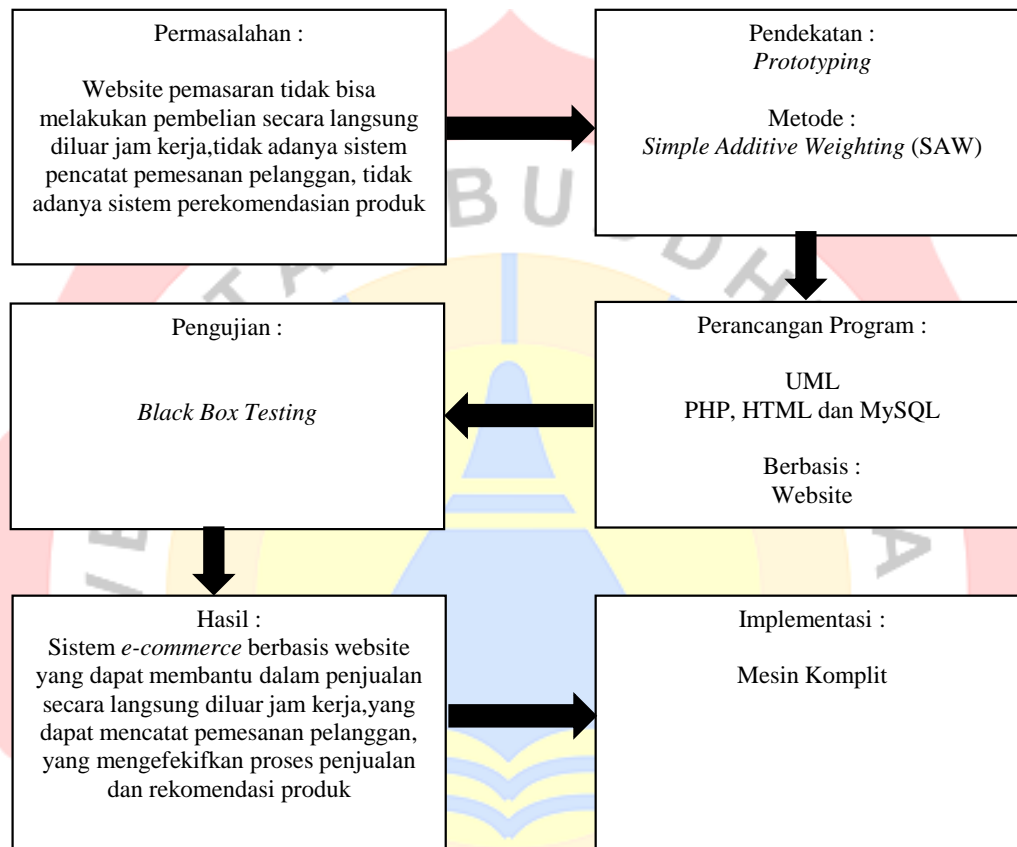 Permasalahan :
Website pemasaran tidak bisa
melakukan pembelian secara langsung
diluar jam kerja,tidak adanya sistem
pencatat pemesanan pelanggan, tidak
adanya sistem perekomendasian produk
Pendekatan :
Prototyping
Metode :
Simple Additive Weighting (SAW)
Perancangan Program :
UML
PHP, HTML dan MySQL
Berbasis :
Website
Pengujian :
Black Box Testing
Hasil :
Sistem e-commerce berbasis website
yang dapat membantu dalam penjualan
secara langsung diluar jam kerja,yang
dapat mencatat pemesanan pelanggan,
yang mengefekifkan proses penjualan
dan rekomendasi produk
Implementasi :
Mesin Komplit